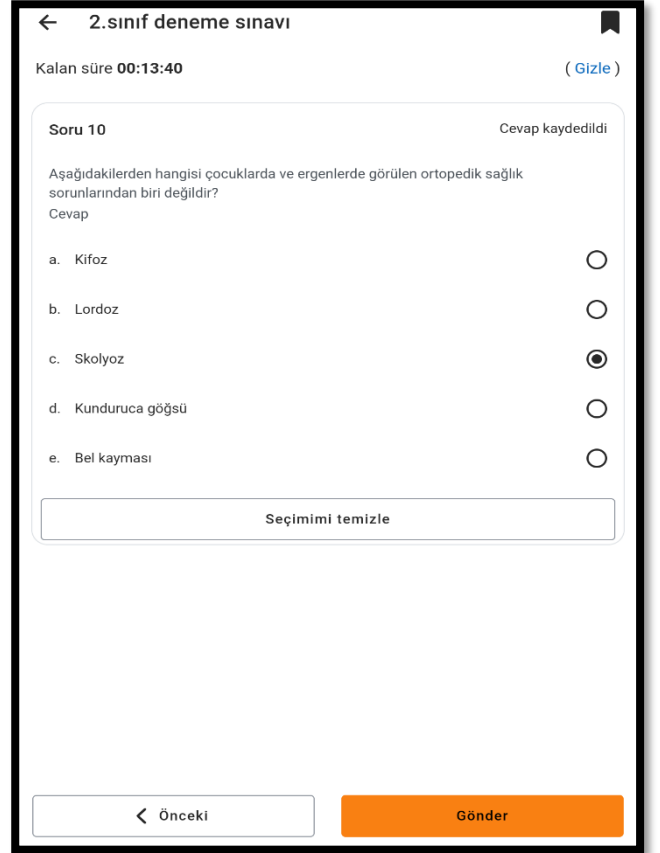 2.sınıf deneme sınavı
Kalan süre 00:13:40 ( Gizle )
Soru 10 Cevap kaydedildi
Aşağıdakilerden hangisi çocuklarda ve ergenlerde görülen ortopedik sağlık
sorunlarından biri değildir?
Cevap
a. Kifoz
b. Lordoz
c. Skolyoz
d. Kunduruca göğsü
e. Bel kayması
Seçimimi temizle
Önceki Gönder